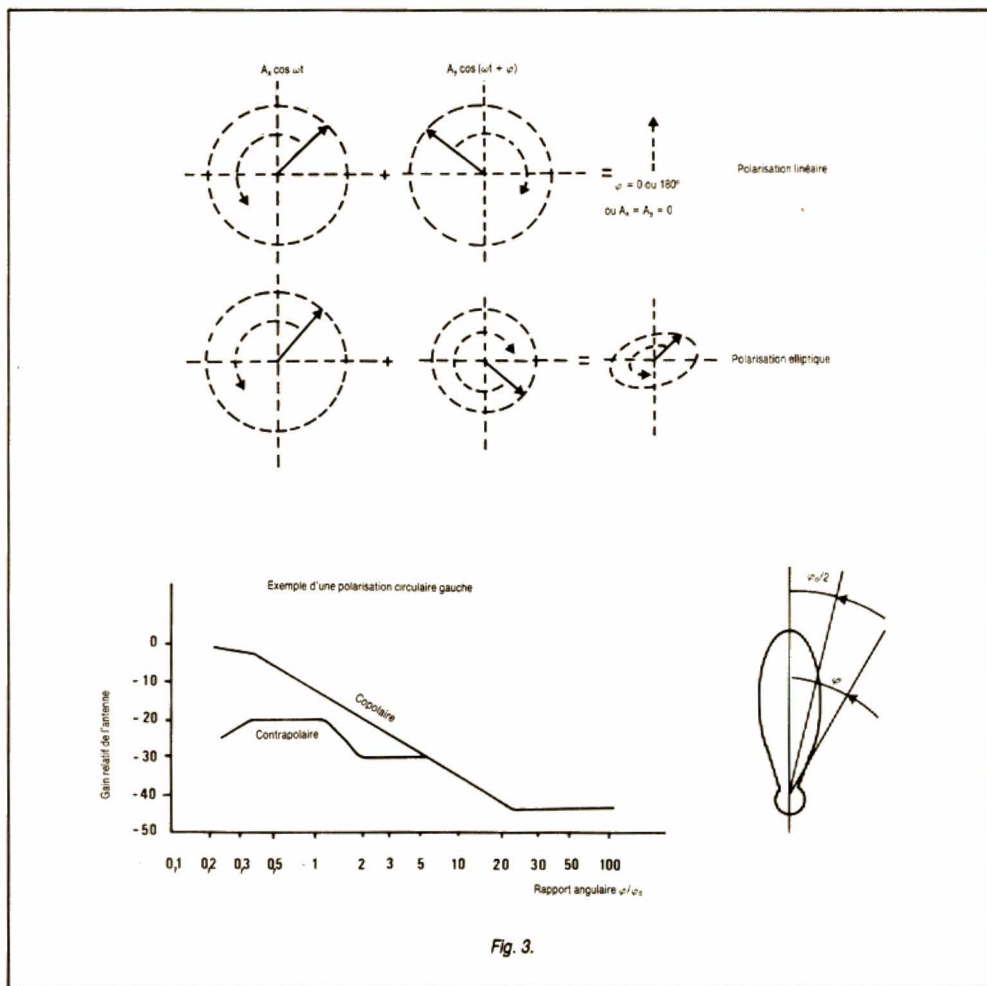 Aₓ cos ωt
Aᵧ cos (ωt + φ)
+
=
φ = 0 ou 180°
ou Aₓ = Aᵧ = 0
Polarisation linéaire
+
=
Polarisation elliptique
Exemple d'une polarisation circulaire gauche
Gain relatif de l'antenne
0
- 10
- 20
- 30
- 40
- 50
Copolaire
Contrapolaire
0,1 0,2 0,3 0,5 1 2 3 5 10 20 30 50 100
Rapport angulaire φ/φ₀
φ₀/2
φ
Fig. 3.